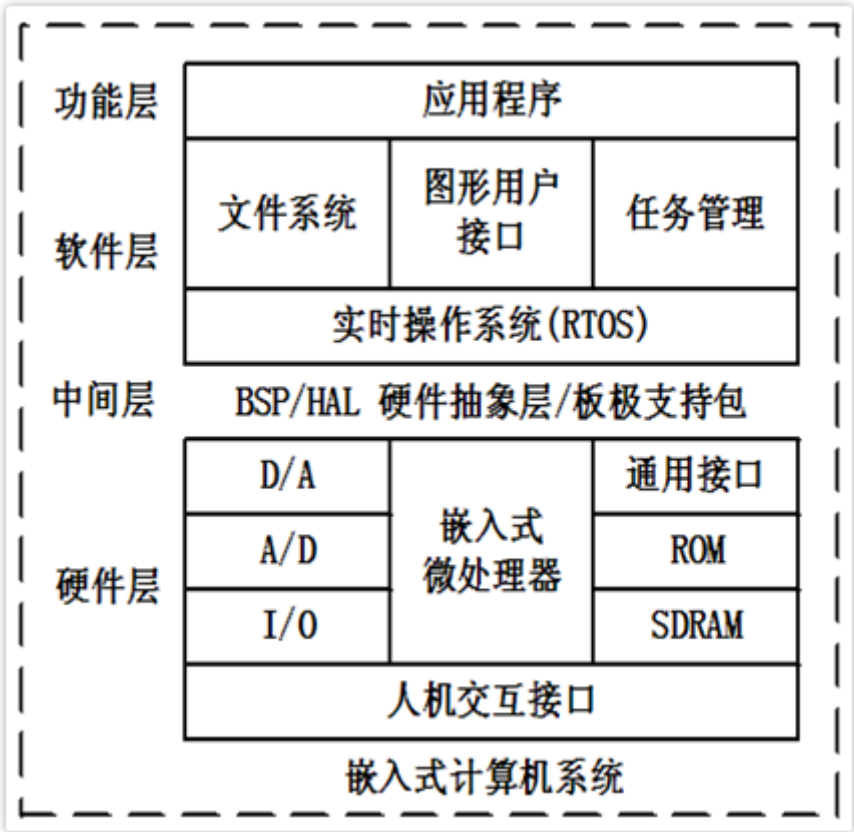 功能层 应用程序
软件层 文件系统 图形用户接口 任务管理
实时操作系统(RTOS)
中间层 BSP/HAL 硬件抽象层/板极支持包
硬件层 D/A 嵌入式微处理器 通用接口
A/D ROM
I/O SDRAM
人机交互接口
嵌入式计算机系统